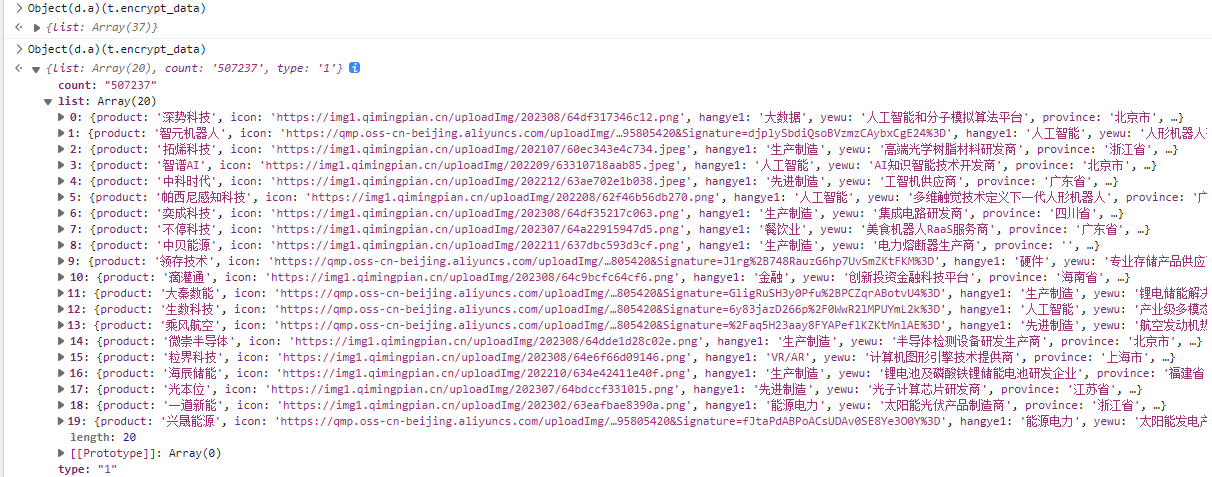 > Object(d.a)(t.encrypt_data)
<· ▶ {list: Array(37)}
> Object(d.a)(t.encrypt_data)
<· ▼ {list: Array(20), count: '507237', type: '1'} i
count: "507237"
▼ list: Array(20)
▶ 0: {product: '深势科技', icon: 'https://img1.qimingpian.cn/uploadImg/202308/64df317346c12.png', hangye1: '大数据', yewu: '人工智能和分子模拟算法平台', province: '北京市', …}
▶ 1: {product: '智元机器人', icon: 'https://qmp.oss-cn-beijing.aliyuncs.com/uploadImg/…95805420&Signature=djplySbdiQsoBVzmzCAybxCgE24%3D', hangye1: '人工智能', yewu: '人形机器人
▶ 2: {product: '拓烯科技', icon: 'https://img1.qimingpian.cn/uploadImg/202107/60ec343e4c734.jpeg', hangye1: '生产制造', yewu: '高端光学树脂材料研发商', province: '浙江省', …}
▶ 3: {product: '智谱AI', icon: 'https://img1.qimingpian.cn/uploadImg/202209/63310718aab85.jpeg', hangye1: '人工智能', yewu: 'AI知识智能技术开发商', province: '北京市', …}
▶ 4: {product: '中科时代', icon: 'https://img1.qimingpian.cn/uploadImg/202212/63ae702e1b038.jpeg', hangye1: '先进制造', yewu: '工智机供应商', province: '广东省', …}
▶ 5: {product: '帕西尼感知科技', icon: 'https://img1.qimingpian.cn/uploadImg/202208/62f46b56db270.png', hangye1: '人工智能', yewu: '多维触觉技术定义下一代人形机器人', province: '广
▶ 6: {product: '奕成科技', icon: 'https://img1.qimingpian.cn/uploadImg/202308/64df35217c063.png', hangye1: '生产制造', yewu: '集成电路研发商', province: '四川省', …}
▶ 7: {product: '不停科技', icon: 'https://img1.qimingpian.cn/uploadImg/202307/64a22915947d5.png', hangye1: '餐饮业', yewu: '美食机器人RaaS服务商', province: '广东省', …}
▶ 8: {product: '中贝能源', icon: 'https://img1.qimingpian.cn/uploadImg/202211/637dbc593d3cf.png', hangye1: '生产制造', yewu: '电力熔断器生产商', province: '', …}
▶ 9: {product: '领存技术', icon: 'https://qmp.oss-cn-beijing.aliyuncs.com/uploadImg/…805420&Signature=J1rg%2B748RauzG6hp7UvSmZKtFKM%3D', hangye1: '硬件', yewu: '专业存储产品供应
▶ 10: {product: '滴灌通', icon: 'https://img1.qimingpian.cn/uploadImg/202308/64c9bcfc64cf6.png', hangye1: '金融', yewu: '创新投资金融科技平台', province: '海南省', …}
▶ 11: {product: '大秦数能', icon: 'https://qmp.oss-cn-beijing.aliyuncs.com/uploadImg/…805420&Signature=GligRuSH3y0Pfu%2BPCZqrABotvU4%3D', hangye1: '生产制造', yewu: '锂电储能解决
▶ 12: {product: '生数科技', icon: 'https://qmp.oss-cn-beijing.aliyuncs.com/uploadImg/…805420&Signature=6y83jazD266p%2F0WwR2lMPUYmL2k%3D', hangye1: '人工智能', yewu: '产业级多模态
▶ 13: {product: '乘风航空', icon: 'https://qmp.oss-cn-beijing.aliyuncs.com/uploadImg/…805420&Signature=%2Faq5H23aay8FYAPeflKZKtMnlAE%3D', hangye1: '先进制造', yewu: '航空发动机热
▶ 14: {product: '微崇半导体', icon: 'https://img1.qimingpian.cn/uploadImg/202308/64dde1d28c02e.png', hangye1: '生产制造', yewu: '半导体检测设备研发生产商', province: '北京市', …}
▶ 15: {product: '粒界科技', icon: 'https://img1.qimingpian.cn/uploadImg/202308/64e6f66d09146.png', hangye1: 'VR/AR', yewu: '计算机图形引擎技术提供商', province: '上海市', …}
▶ 16: {product: '海辰储能', icon: 'https://img1.qimingpian.cn/uploadImg/202210/634e42411e40f.png', hangye1: '生产制造', yewu: '锂电池及磷酸铁锂储能电池研发企业', province: '福建省
▶ 17: {product: '光本位', icon: 'https://img1.qimingpian.cn/uploadImg/202307/64bdccf331015.png', hangye1: '先进制造', yewu: '光子计算芯片研发商', province: '江苏省', …}
▶ 18: {product: '一道新能', icon: 'https://img1.qimingpian.cn/uploadImg/202302/63eafbae8390a.png', hangye1: '能源电力', yewu: '太阳能光伏产品制造商', province: '浙江省', …}
▶ 19: {product: '兴晟能源', icon: 'https://qmp.oss-cn-beijing.aliyuncs.com/uploadImg/…95805420&Signature=fJtaPdABPoACsUDAv0SE8Ye3O0Y%3D', hangye1: '能源电力', yewu: '太阳能发电产
length: 20
▶ [[Prototype]]: Array(0)
type: "1"